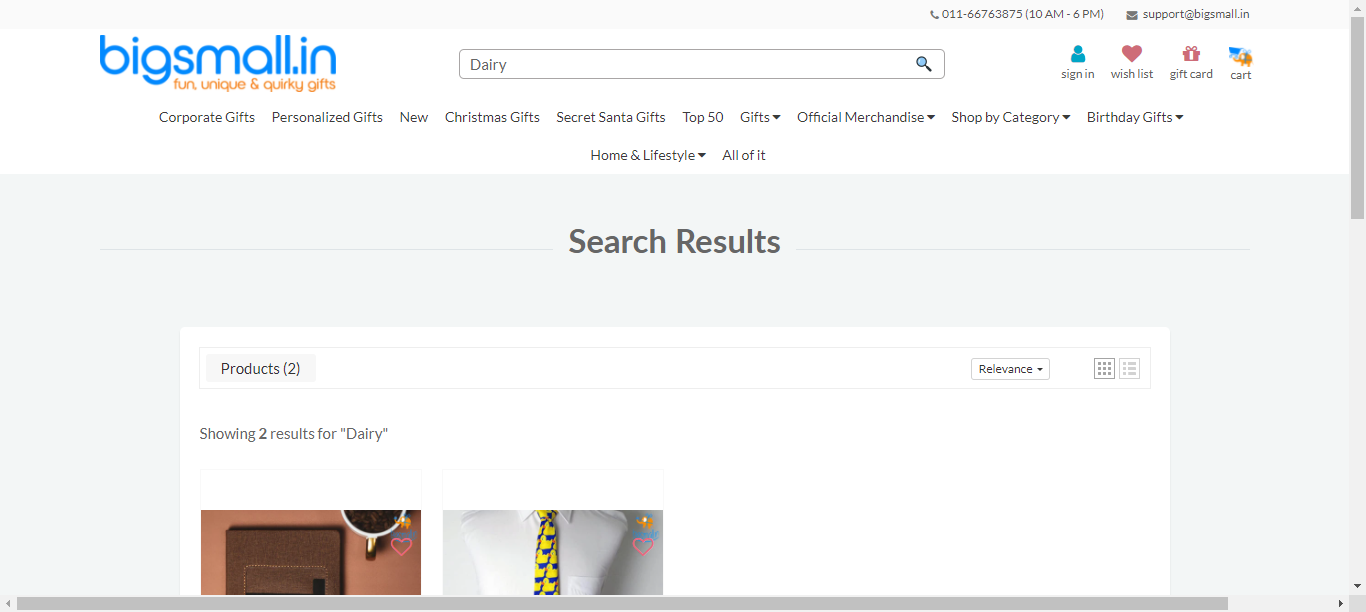 011-66763875 (10 AM - 6 PM) support@bigsmall.in
bigsmall.in
fun, unique & quirky gifts
Dairy
sign in wish list gift card cart
Corporate Gifts Personalized Gifts New Christmas Gifts Secret Santa Gifts Top 50 Gifts Official Merchandise Shop by Category Birthday Gifts
Home & Lifestyle All of it
Search Results
Products (2) Relevance
Showing 2 results for "Dairy"